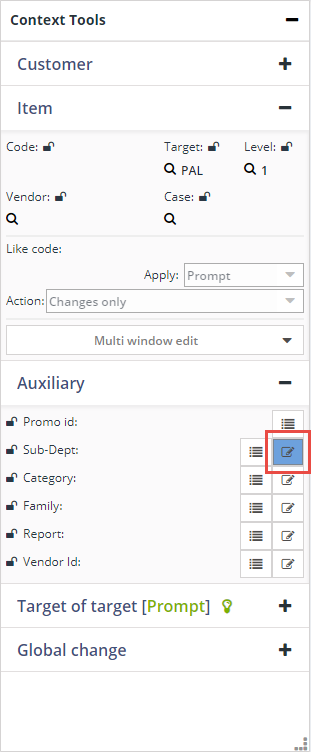 Context Tools
Customer
Item
Code: Target: Level:
PAL 1
Vendor: Case:
Like code:
Apply: Prompt
Action: Changes only
Multi window edit
Auxiliary
Promo id:
Sub-Dept:
Category:
Family:
Report:
Vendor Id:
Target of target [Prompt]
Global change